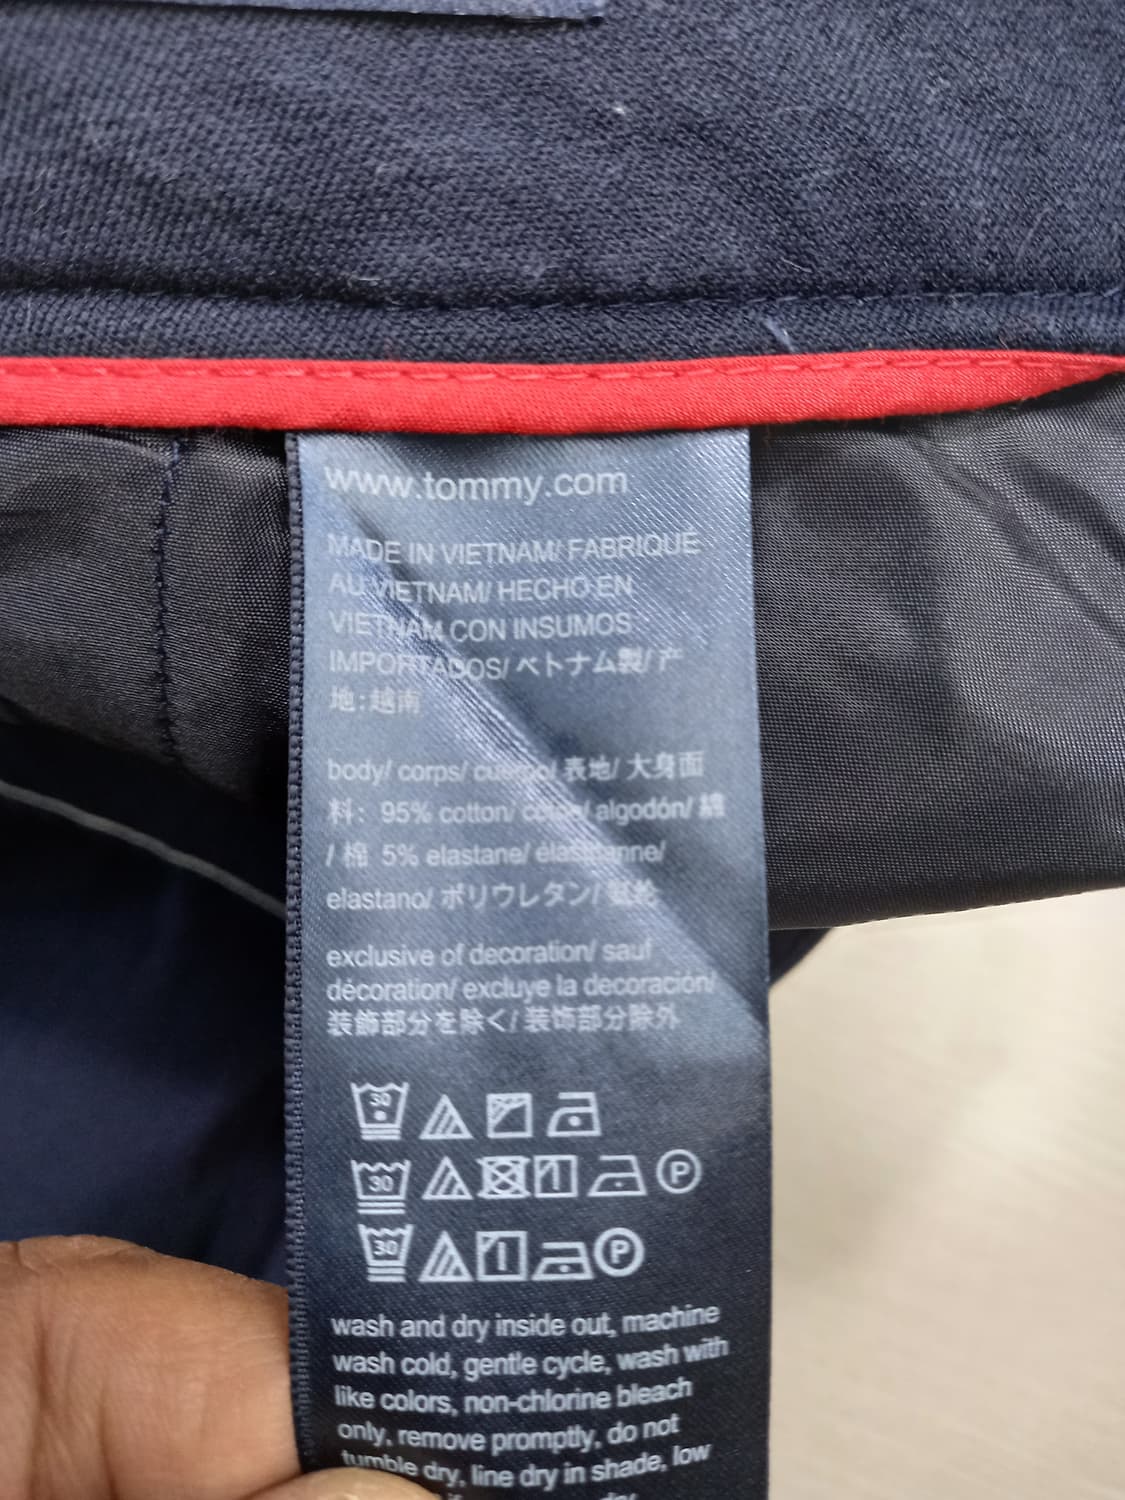 www.tommy.com
MADE IN VIETNAM/ FABRIQUÉ
AU VIETNAM/ HECHO EN
VIETNAM CON INSUMOS
IMPORTADOS/ ベトナム製/ 产
地:越南
body/ corps/ cuerpo/ 表地/ 大身面
料: 95% cotton/ coton/ algodón/ 綿
/ 棉 5% elastane/ élasthanne/
elastano/ ポリウレタン/ 氨纶
exclusive of decoration/ sauf
décoration/ excluye la decoración/
装飾部分を除く/ 装饰部分除外
30
30 P
30 P
wash and dry inside out, machine
wash cold, gentle cycle, wash with
like colors, non-chlorine bleach
only, remove promptly, do not
tumble dry, line dry in shade, low